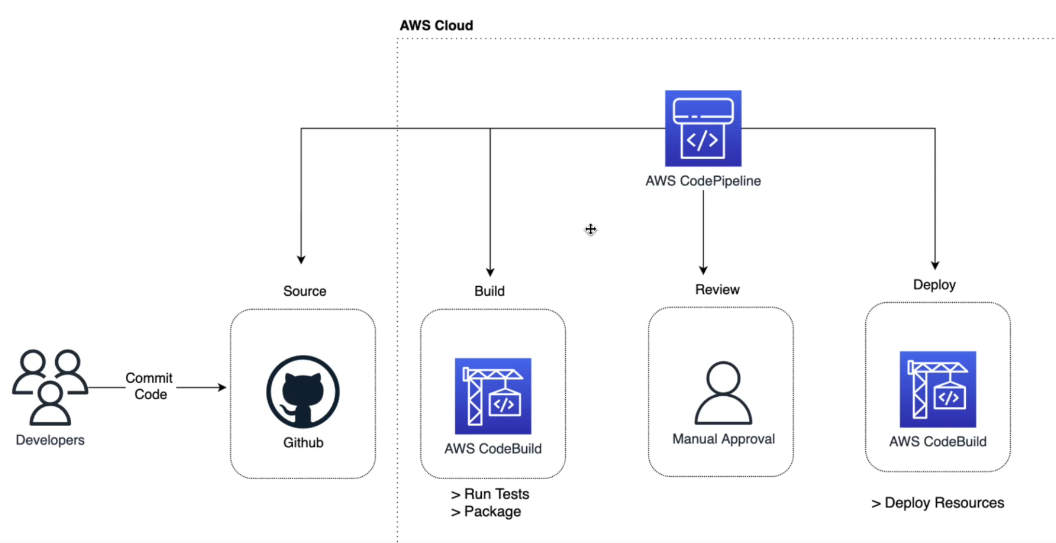 AWS Cloud
AWS CodePipeline
Source
Build
Review
Deploy
Commit
Code
Developers
Github
AWS CodeBuild
Manual Approval
AWS CodeBuild
> Run Tests
> Package
> Deploy Resources